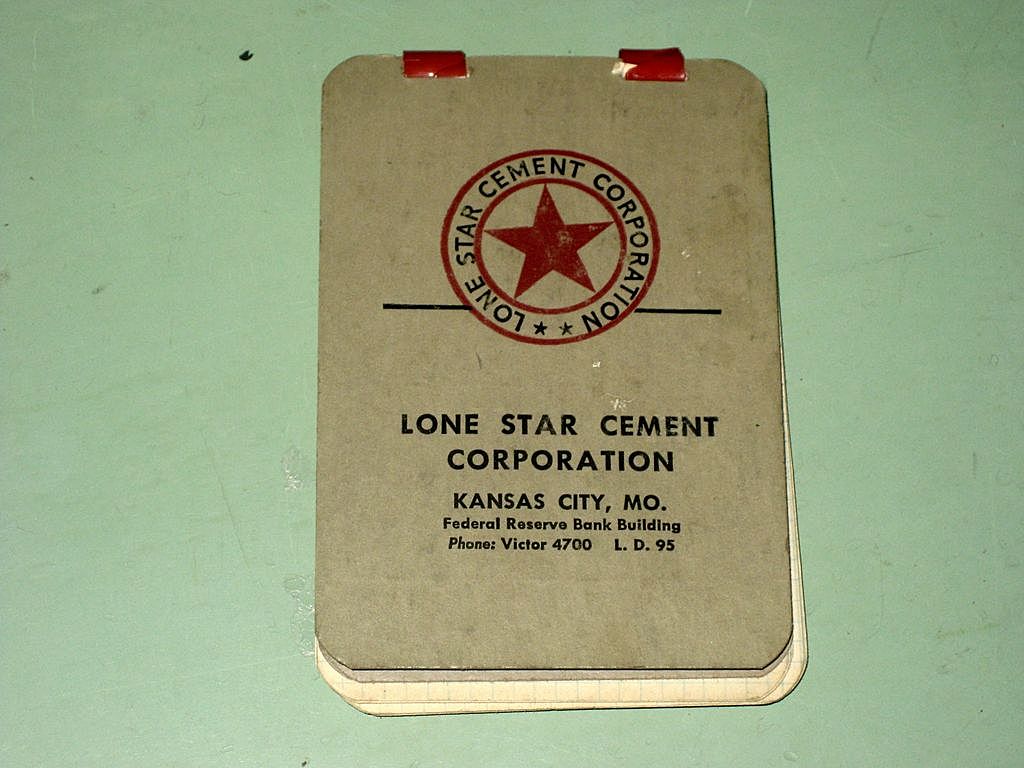 LONE STAR CEMENT CORPORATION
LONE STAR CEMENT
CORPORATION
KANSAS CITY, MO.
Federal Reserve Bank Building
Phone: Victor 4700 L. D. 95